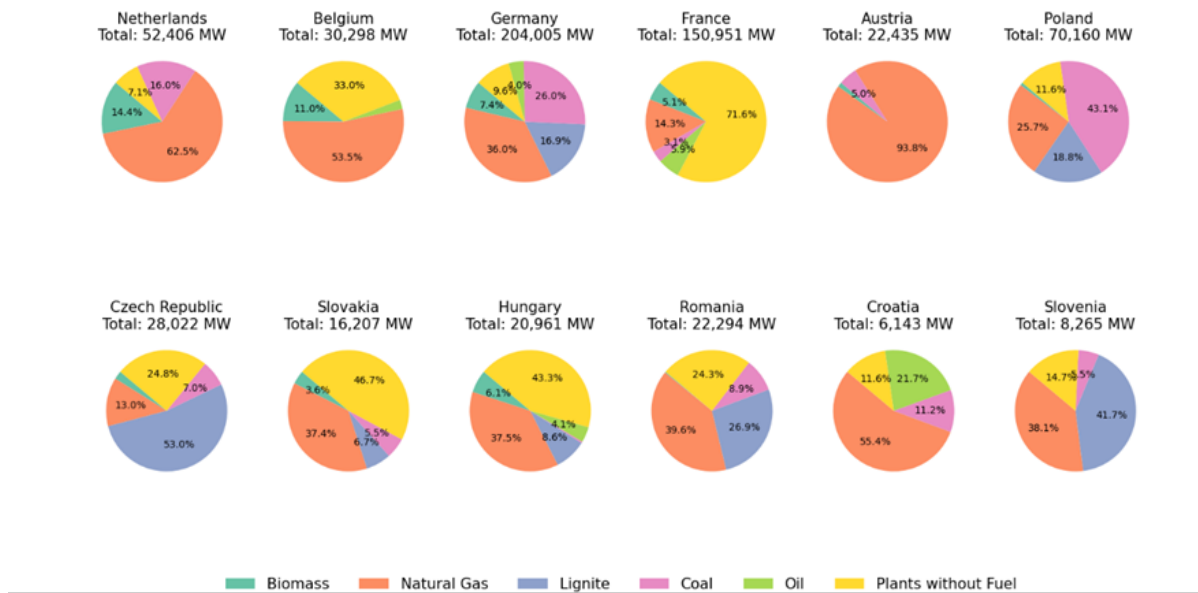 Netherlands
Total: 52,406 MW
7.1%
16.0%
14.4%
62.5%
Belgium
Total: 30,298 MW
33.0%
11.0%
53.5%
Germany
Total: 204,005 MW
9.6%
4.0%
26.0%
7.4%
16.9%
36.0%
France
Total: 150,951 MW
5.1%
71.6%
14.3%
3.1%
5.9%
Austria
Total: 22,435 MW
5.0%
93.8%
Poland
Total: 70,160 MW
11.6%
43.1%
25.7%
18.8%
Czech Republic
Total: 28,022 MW
24.8%
7.0%
13.0%
53.0%
Slovakia
Total: 16,207 MW
46.7%
3.6%
37.4%
5.5%
6.7%
Hungary
Total: 20,961 MW
43.3%
6.1%
4.1%
37.5%
8.6%
Romania
Total: 22,294 MW
24.3%
8.9%
39.6%
26.9%
Croatia
Total: 6,143 MW
11.6%
21.7%
11.2%
55.4%
Slovenia
Total: 8,265 MW
14.7%
5.5%
41.7%
38.1%
Biomass
Natural Gas
Lignite
Coal
Oil
Plants without Fuel